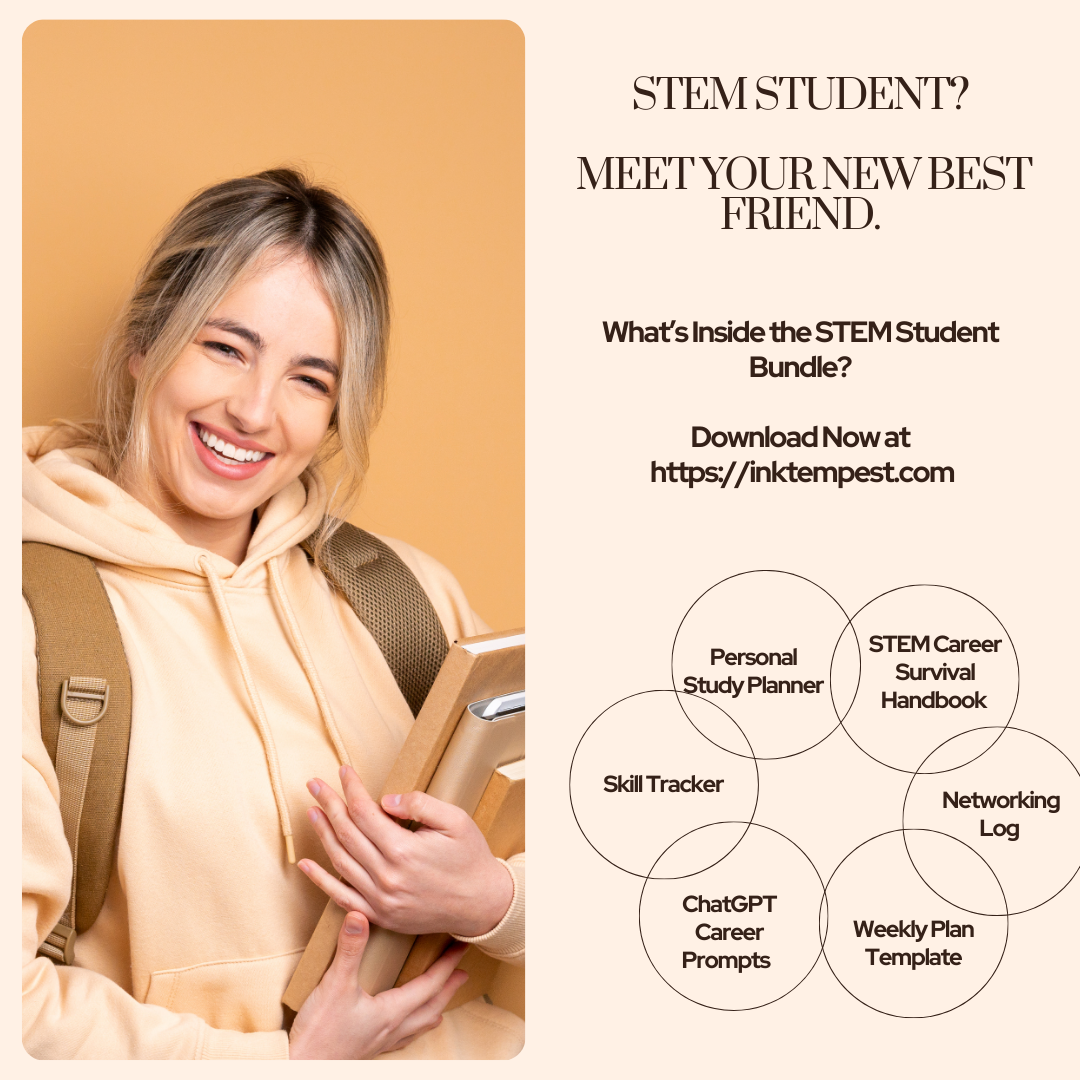 STEM STUDENT?
MEET YOUR NEW BEST
FRIEND.
What's Inside the STEM Student
Bundle?
Download Now at
https://inktempest.com
Personal
Study Planner
STEM Career
Survival
Handbook
Skill Tracker
Networking
Log
ChatGPT
Career
Prompts
Weekly Plan
Template